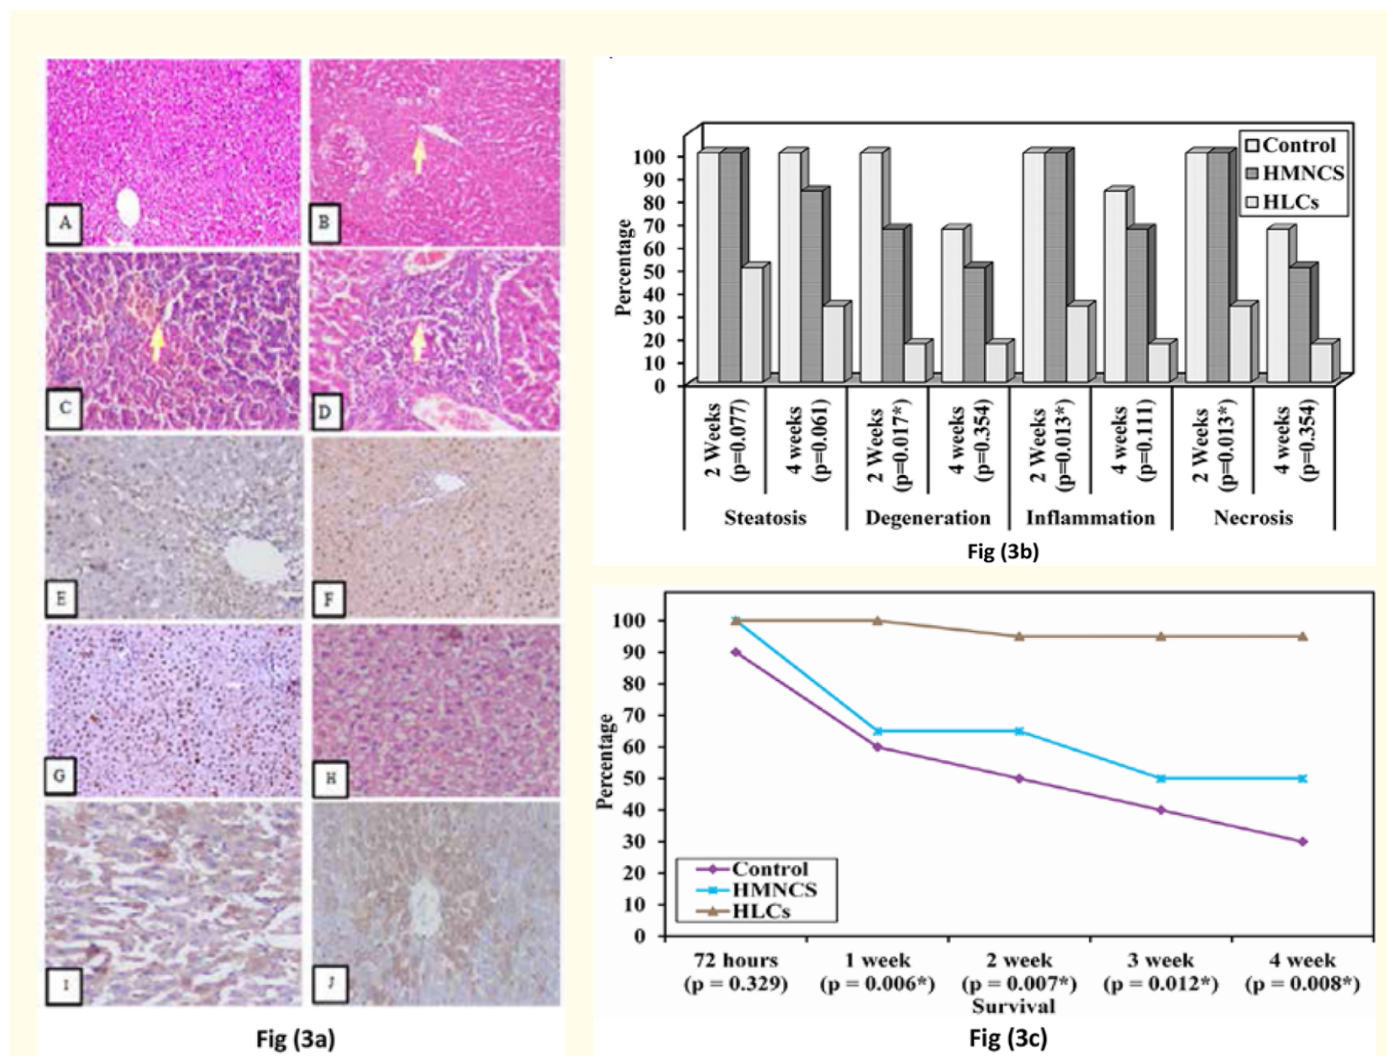 A
B
C
D
E
F
G
H
I
J
Fig (3a)
Control
HMNCS
HLCs
Percentage
100
90
80
70
60
50
40
30
20
10
0
2 Weeks
(p=0.077)
4 weeks
(p=0.061)
2 Weeks
(p=0.017*)
4 weeks
(p=0.354)
2 Weeks
(p=0.013*)
4 weeks
(p=0.111)
2 Weeks
(p=0.013*)
4 weeks
(p=0.354)
Steatosis
Degeneration
Inflammation
Necrosis
Fig (3b)
Percentage
100
90
80
70
60
50
40
30
20
10
0
Control
HMNCS
HLCs
72 hours
(p = 0.329)
1 week
(p = 0.006*)
2 week
(p = 0.007*)
3 week
(p = 0.012*)
4 week
(p = 0.008*)
Survival
Fig (3c)